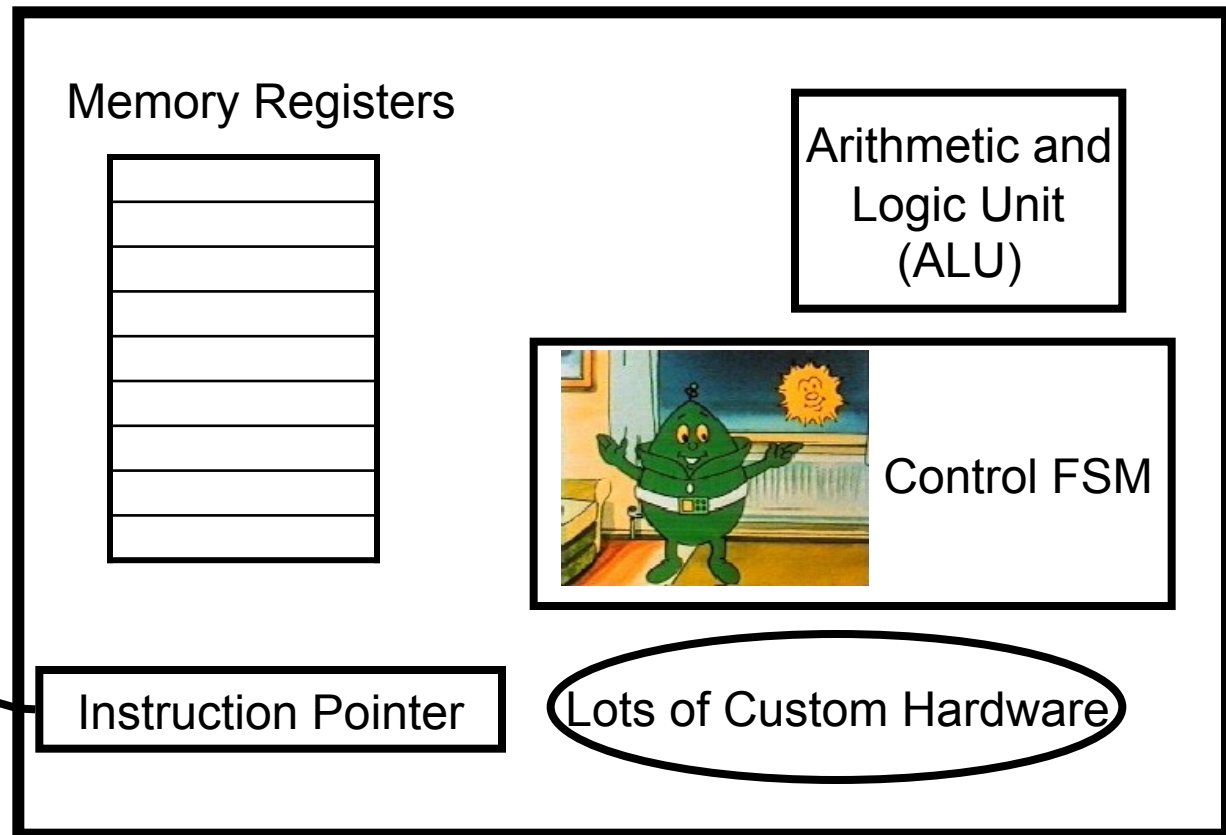 Memory Registers
Arithmetic and
Logic Unit
(ALU)
Control FSM
Instruction Pointer
Lots of Custom Hardware